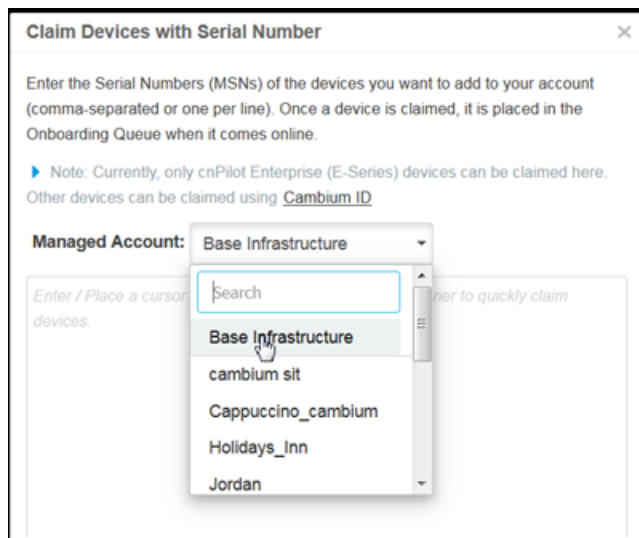 Claim Devices with Serial Number
Enter the Serial Numbers (MSNs) of the devices you want to add to your account
(comma-separated or one per line). Once a device is claimed, it is placed in the
Onboarding Queue when it comes online.
Note: Currently, only cnPilot Enterprise (E-Series) devices can be claimed here.
Other devices can be claimed using Cambium ID
Managed Account: Base Infrastructure
Search
Enter / Place a cursor ner to quickly claim
devices.
Base Infrastructure
cambium sit
Cappuccino_cambium
Holidays_Inn
Jordan